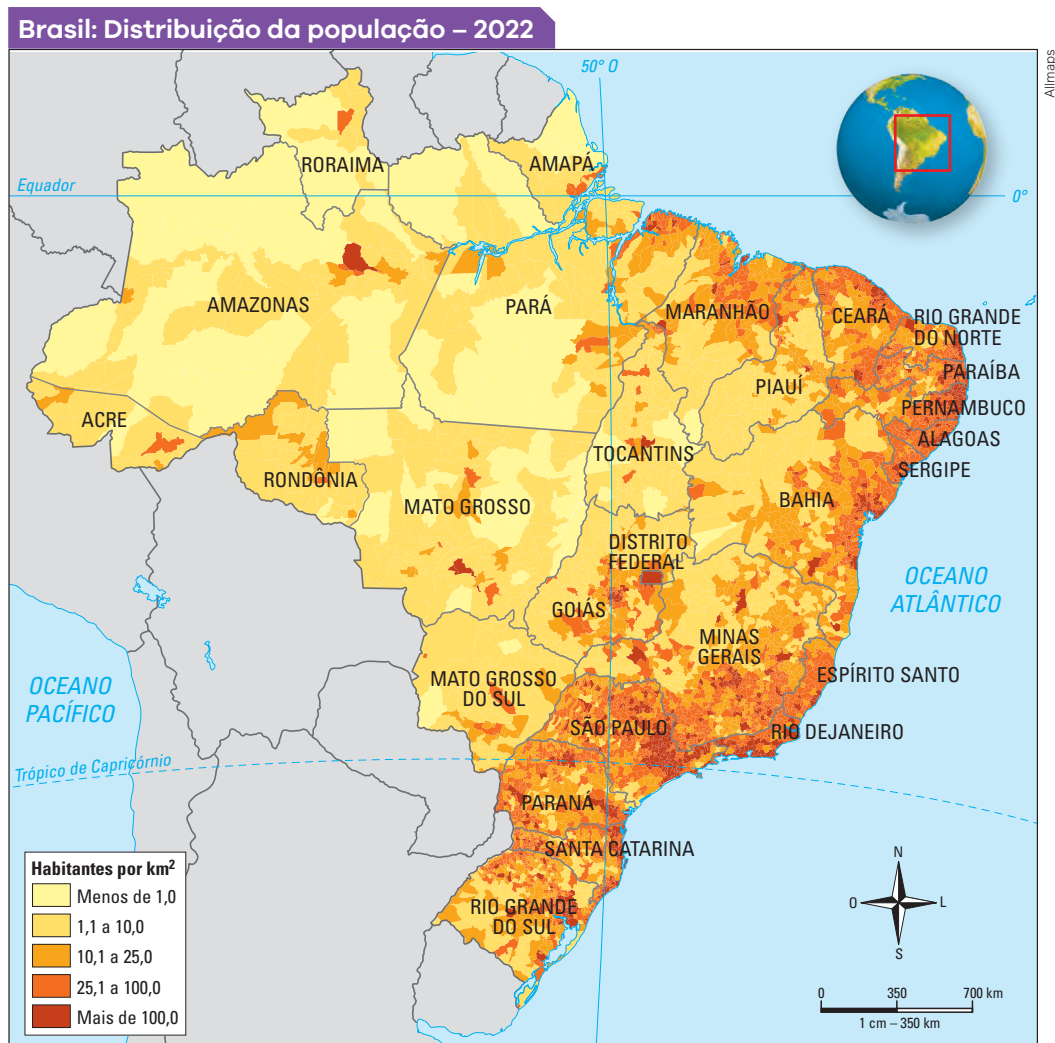 Brasil: Distribuição da população – 2022
Allmaps
50° O
Equador
0°
RORAIMA
AMAPÁ
AMAZONAS
PARÁ
MARANHÃO
CEARÁ
RIO GRANDE
DO NORTE
PARAÍBA
PIAUÍ
PERNAMBUCO
ACRE
ALAGOAS
TOCANTINS
SERGIPE
RONDÔNIA
BAHIA
MATO GROSSO
DISTRITO
FEDERAL
OCEANO
ATLÂNTICO
GOIÁS
MINAS
GERAIS
ESPÍRITO SANTO
MATO GROSSO
DO SUL
OCEANO
PACÍFICO
SÃO PAULO
RIO DEJANEIRO
Trópico de Capricórnio
PARANÁ
SANTA CATARINA
RIO GRANDE
DO SUL
Habitantes por km²
Menos de 1,0
1,1 a 10,0
10,1 a 25,0
25,1 a 100,0
Mais de 100,0
N
O
L
S
0 350 700 km
1 cm – 350 km